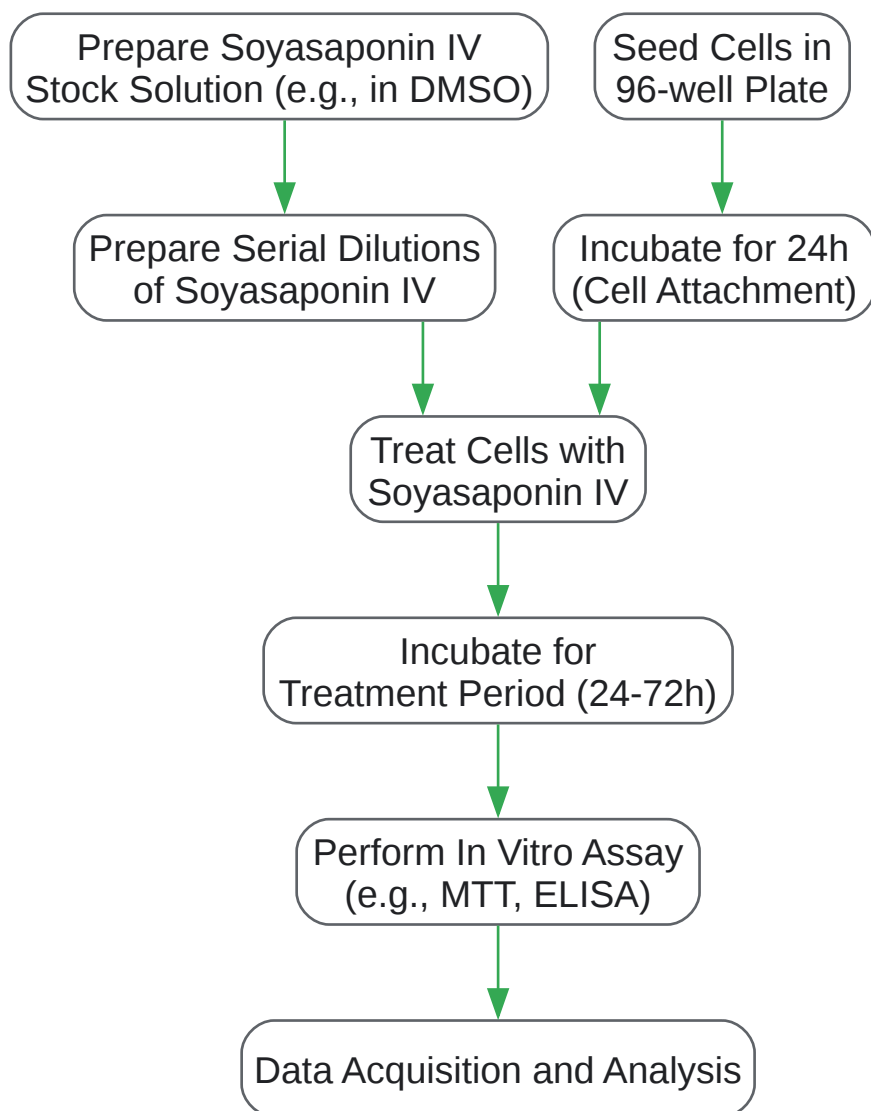 Prepare Soyasaponin IV
Stock Solution (e.g., in DMSO)
Seed Cells in
96-well Plate
Prepare Serial Dilutions
of Soyasaponin IV
Incubate for 24h
(Cell Attachment)
Treat Cells with
Soyasaponin IV
Incubate for
Treatment Period (24-72h)
Perform In Vitro Assay
(e.g., MTT, ELISA)
Data Acquisition and Analysis